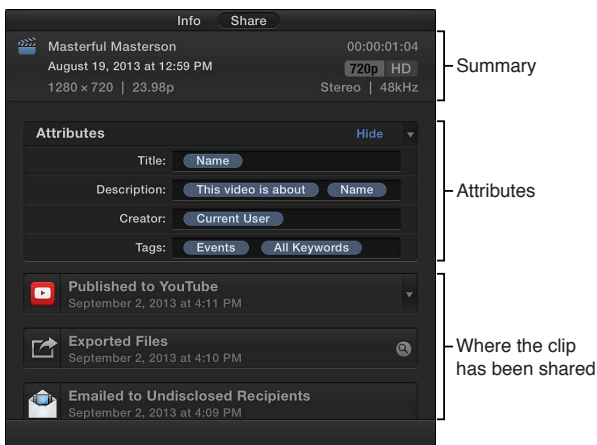 Info Share
Masterful Masterson 00:00:01:04
August 19, 2013 at 12:59 PM 720p HD
1280 × 720 | 23.98p Stereo | 48kHz
Summary
Attributes Hide
Title: Name
Description: This video is about Name
Creator: Current User
Tags: Events All Keywords
Attributes
Published to YouTube
September 2, 2013 at 4:11 PM
Exported Files
September 2, 2013 at 4:10 PM
Emailed to Undisclosed Recipients
September 2, 2013 at 4:09 PM
Where the clip
has been shared